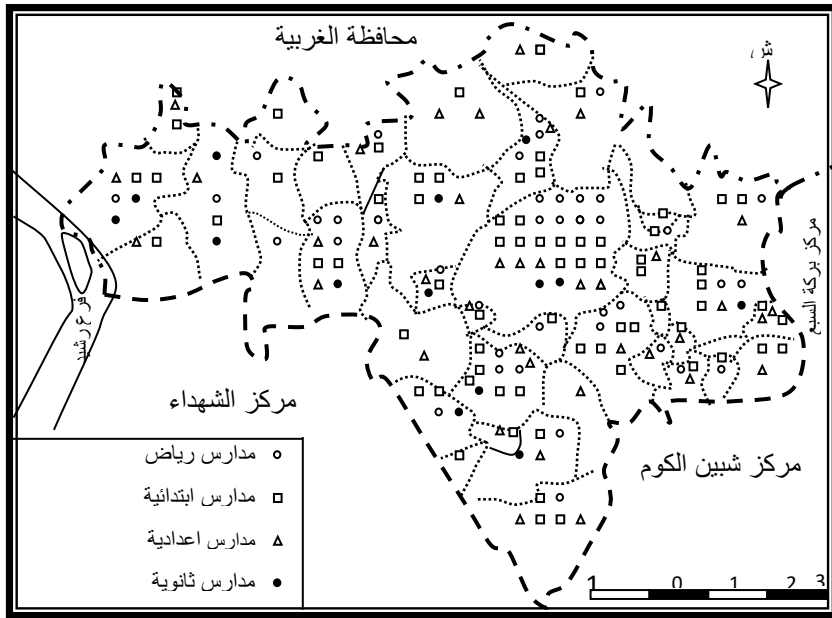 محافظة الغربية
ش
مركز بركة السبع
فرع رشيد
مركز الشهداء
مركز شبين الكوم
مدارس رياض
مدارس ابتدائية
مدارس اعدادية
مدارس ثانوية
1 0 1 2 3